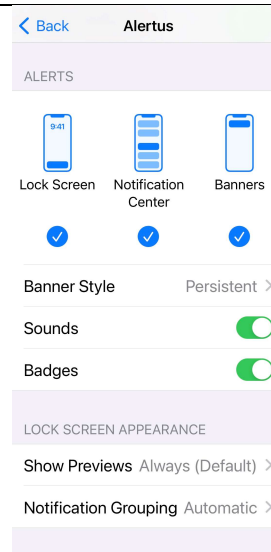 Back Alertus
ALERTS
9:41
Lock Screen Notification Center Banners
Banner Style Persistent
Sounds
Badges
LOCK SCREEN APPEARANCE
Show Previews Always (Default)
Notification Grouping Automatic